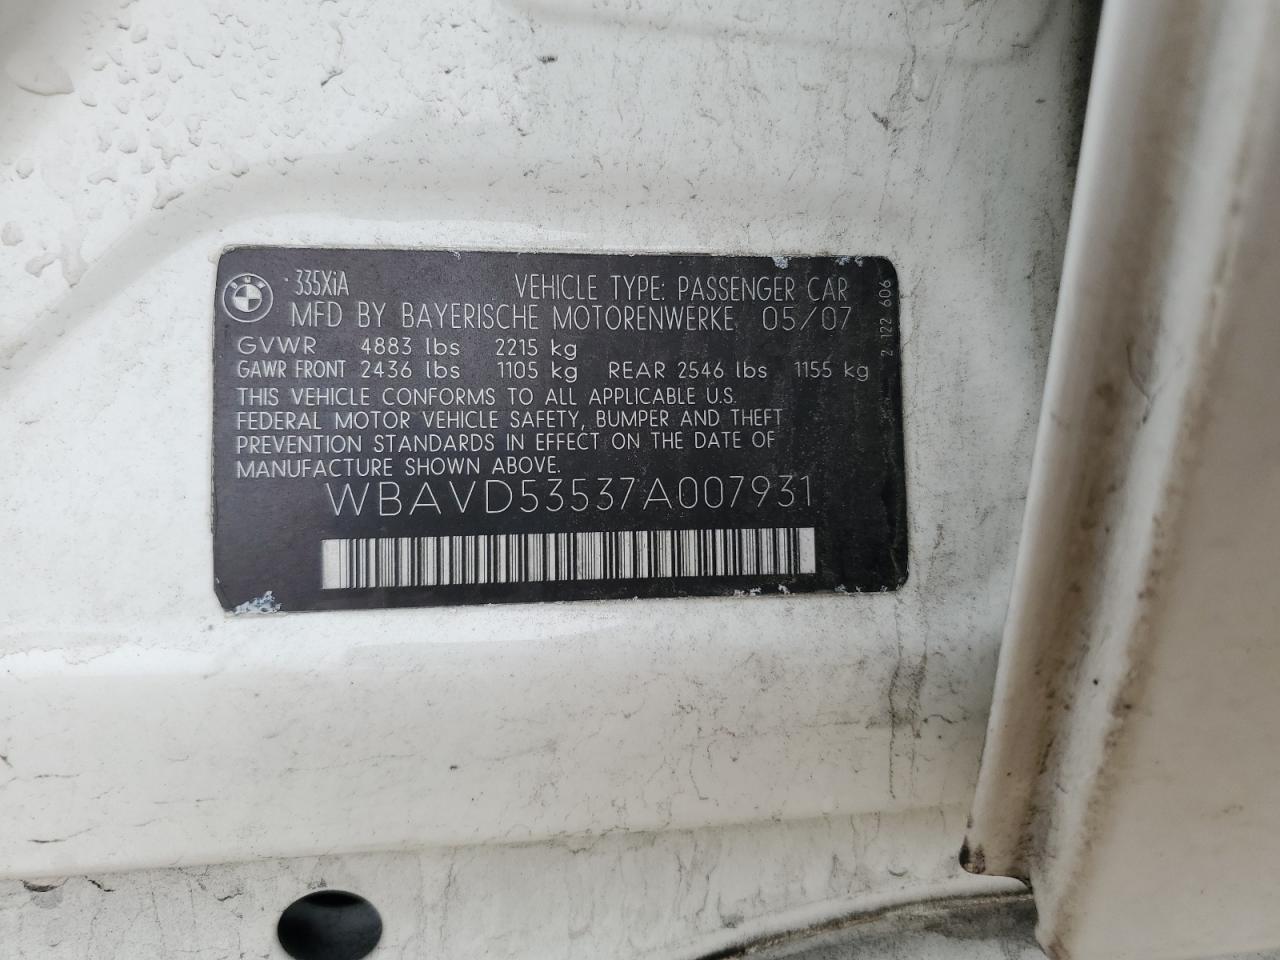 BMW
335XiA VEHICLE TYPE: PASSENGER CAR
MFD BY BAYERISCHE MOTORENWERKE 05/07
GVWR 4883 lbs 2215 kg
GAWR FRONT 2436 lbs 1105 kg REAR 2546 lbs 1155 kg
THIS VEHICLE CONFORMS TO ALL APPLICABLE U.S.
FEDERAL MOTOR VEHICLE SAFETY, BUMPER AND THEFT
PREVENTION STANDARDS IN EFFECT ON THE DATE OF
MANUFACTURE SHOWN ABOVE.
WBAVD53537A007931
2 122 606